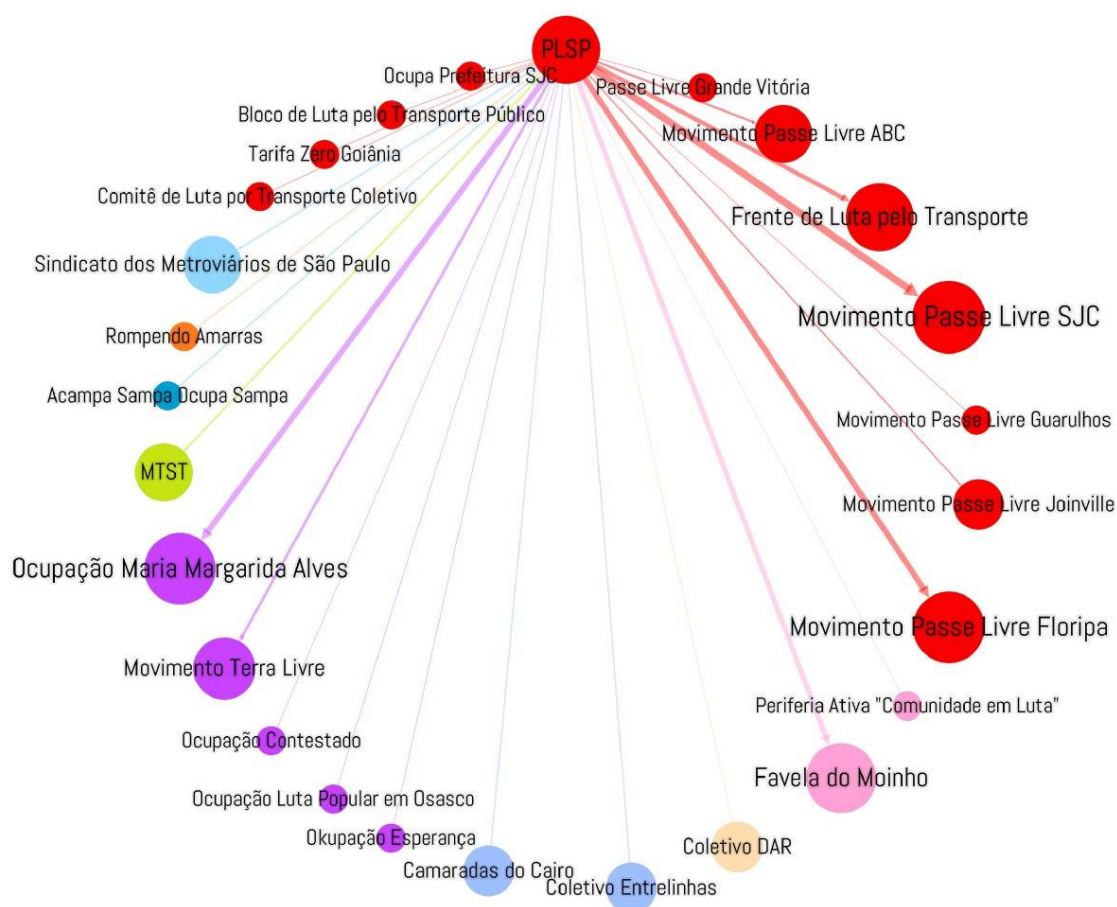 PLSP
Ocupa Prefeitura SJC
Passe Livre Grande Vitória
Bloco de Luta pelo Transporte Público
Movimento Passe Livre ABC
Tarifa Zero Goiânia
Comitê de Luta por Transporte Coletivo
Frente de Luta pelo Transporte
Sindicato dos Metroviários de São Paulo
Movimento Passe Livre SJC
Rompendo Amarras
Acampa Sampa Ocupa Sampa
Movimento Passe Livre Guarulhos
MTST
Movimento Passe Livre Joinville
Ocupação Maria Margarida Alves
Movimento Passe Livre Floripa
Movimento Terra Livre
Periferia Ativa "Comunidade em Luta"
Ocupação Contestado
Favela do Moinho
Ocupação Luta Popular em Osasco
Okupação Esperança
Coletivo DAR
Camaradas do Cairo
Coletivo Entrelinhas